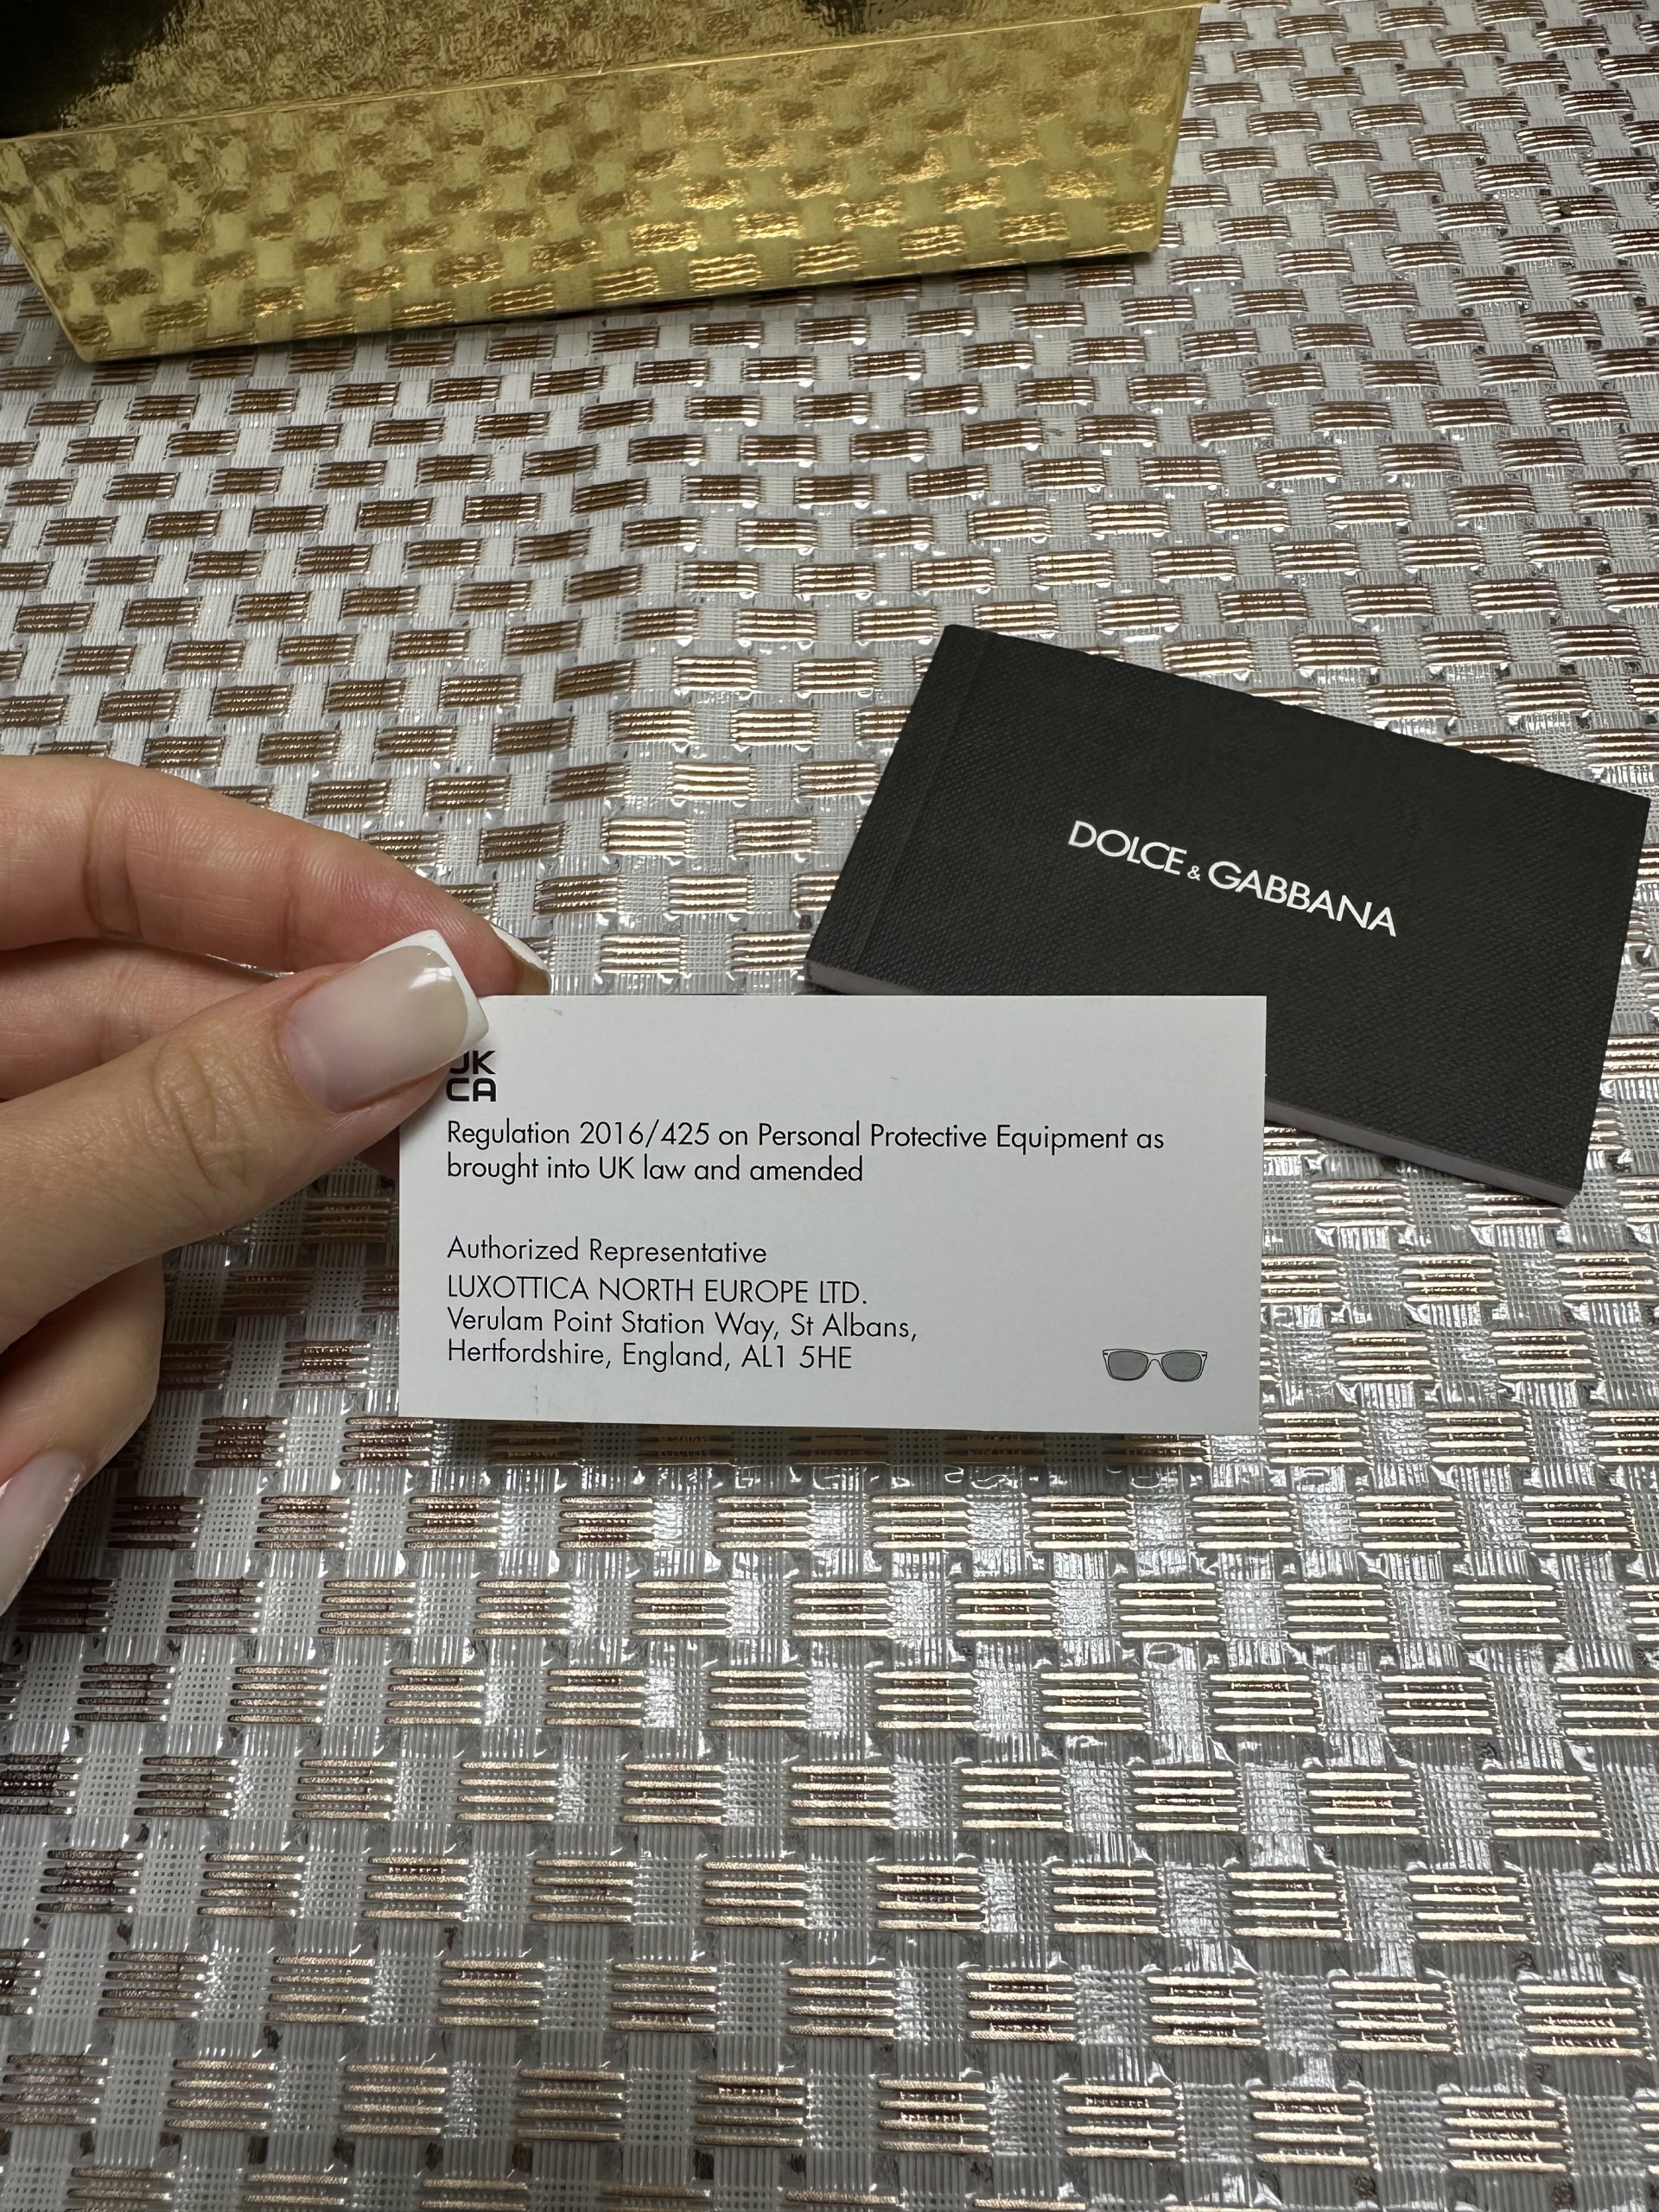 DOLCE & GABBANA
UK
CA
Regulation 2016/425 on Personal Protective Equipment as
brought into UK law and amended
Authorized Representative
LUXOTTICA NORTH EUROPE LTD.
Verulam Point Station Way, St Albans,
Hertfordshire, England, AL1 5HE